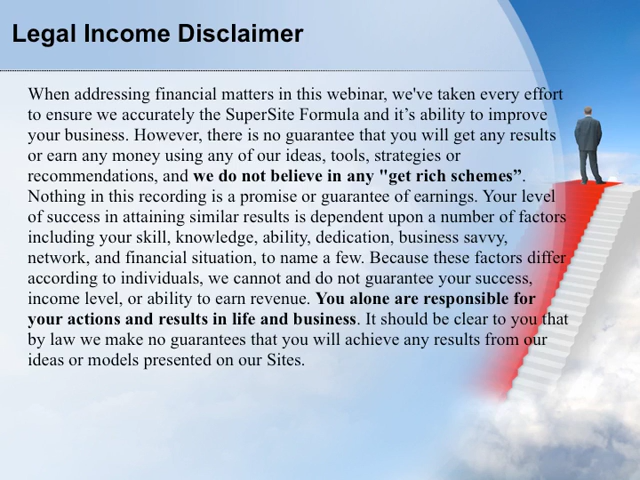 Legal Income Disclaimer
When addressing financial matters in this webinar, we've taken every effort
to ensure we accurately the SuperSite Formula and it’s ability to improve
your business. However, there is no guarantee that you will get any results
or earn any money using any of our ideas, tools, strategies or
recommendations, and we do not believe in any "get rich schemes”.
Nothing in this recording is a promise or guarantee of earnings. Your level
of success in attaining similar results is dependent upon a number of factors
including your skill, knowledge, ability, dedication, business savvy,
network, and financial situation, to name a few. Because these factors differ
according to individuals, we cannot and do not guarantee your success,
income level, or ability to earn revenue. You alone are responsible for
your actions and results in life and business. It should be clear to you that
by law we make no guarantees that you will achieve any results from our
ideas or models presented on our Sites.